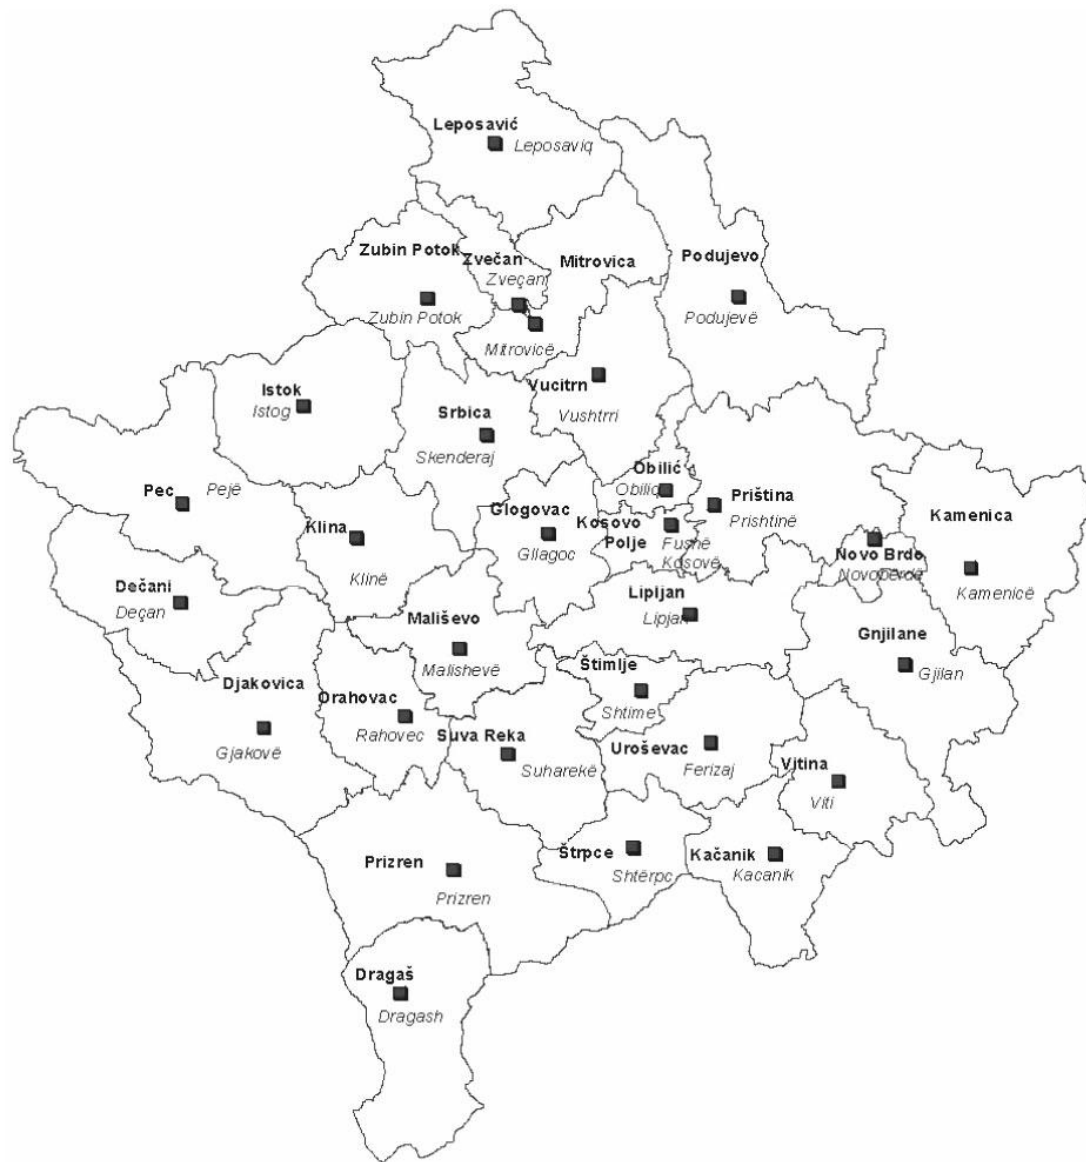 Leposavić
Leposaviq
Zubin Potok
Zvečan
Mitrovica
Podujevo
Zveçan
Zubin Potok
Podujevë
Mitrovicë
Istok
Istog
Vucitrn
Vushtrri
Srbica
Skenderaj
Obilić
Obiliq
Pec
Pejë
Priština
Prishtinë
Glogovac
Gllagoc
Kosovo
Polje
Fushë
Kosovë
Klina
Klinë
Kamenica
Kamenicë
Novo Brdo
Novobërdë
Dečani
Deçan
Mališevo
Malishevë
Lipljan
Lipjan
Gnjilane
Gjilan
Štimlje
Shtime
Djakovica
Gjakovë
Orahovac
Rahovec
Suva Reka
Suharekë
Uroševac
Ferizaj
Vitina
Viti
Štrpce
Shtërpc
Kačanik
Kacanik
Prizren
Prizren
Dragaš
Dragash